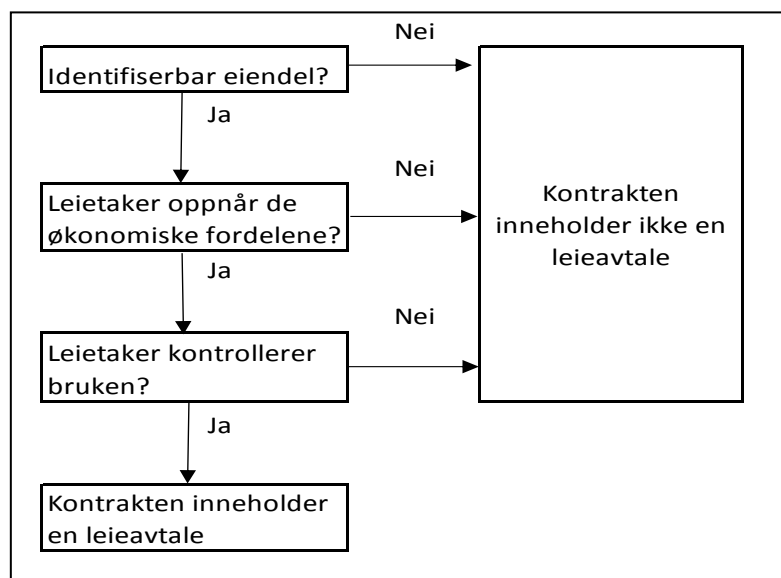 Nei
Identifiserbar eiendel?
Ja
Nei
Leietaker oppnår de
økonomiske fordelene?
Ja
Nei
Leietaker kontrollerer
bruken?
Ja
Kontrakten inneholder
en leieavtale
Kontrakten
inneholder ikke en
leieavtale